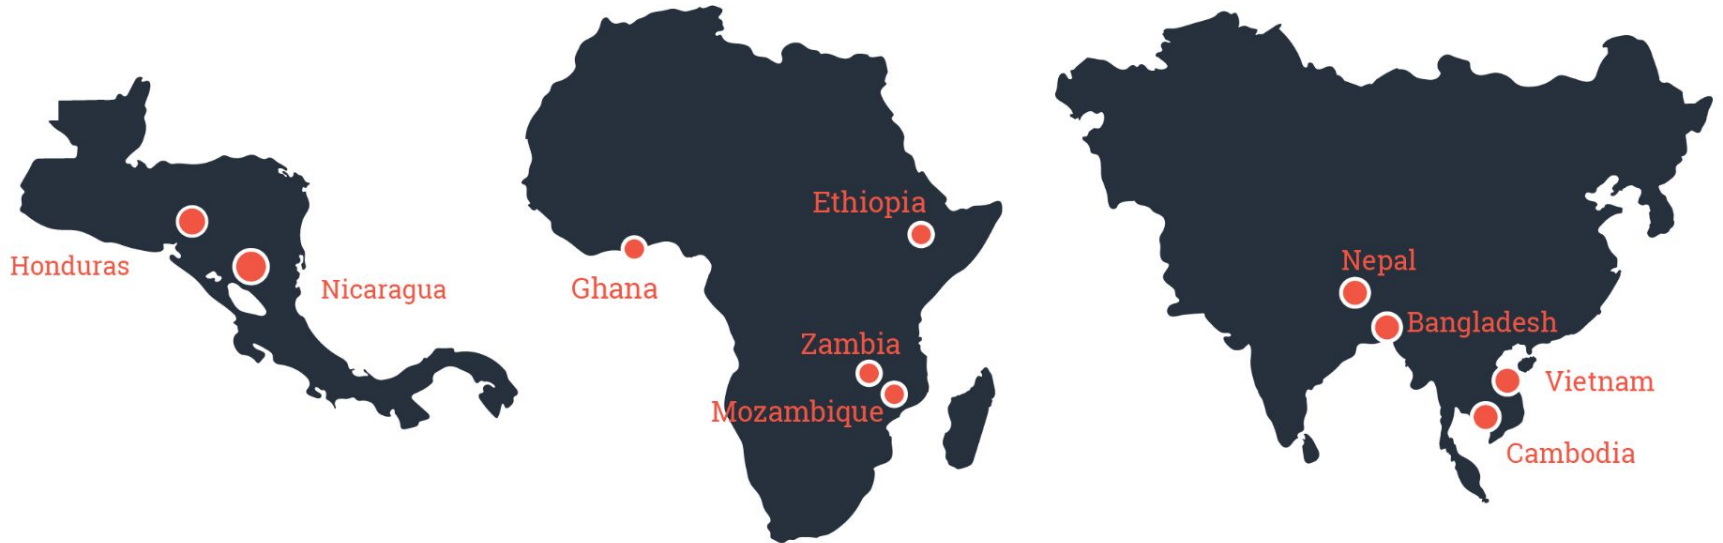 Honduras
Nicaragua
Ethiopia
Ghana
Zambia
Mozambique
Nepal
Bangladesh
Vietnam
Cambodia